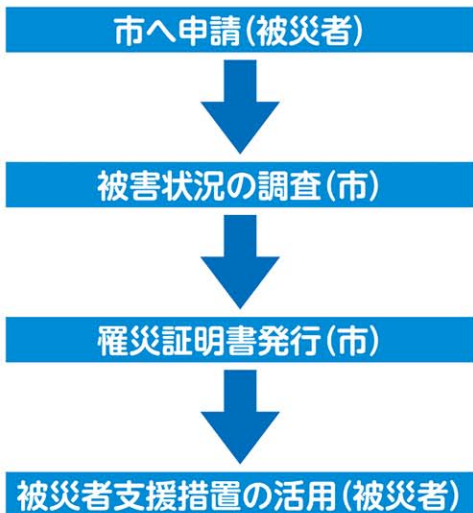 市へ申請(被災者)
被害状況の調査(市)
罹災証明書発行(市)
被災者支援措置の活用(被災者)